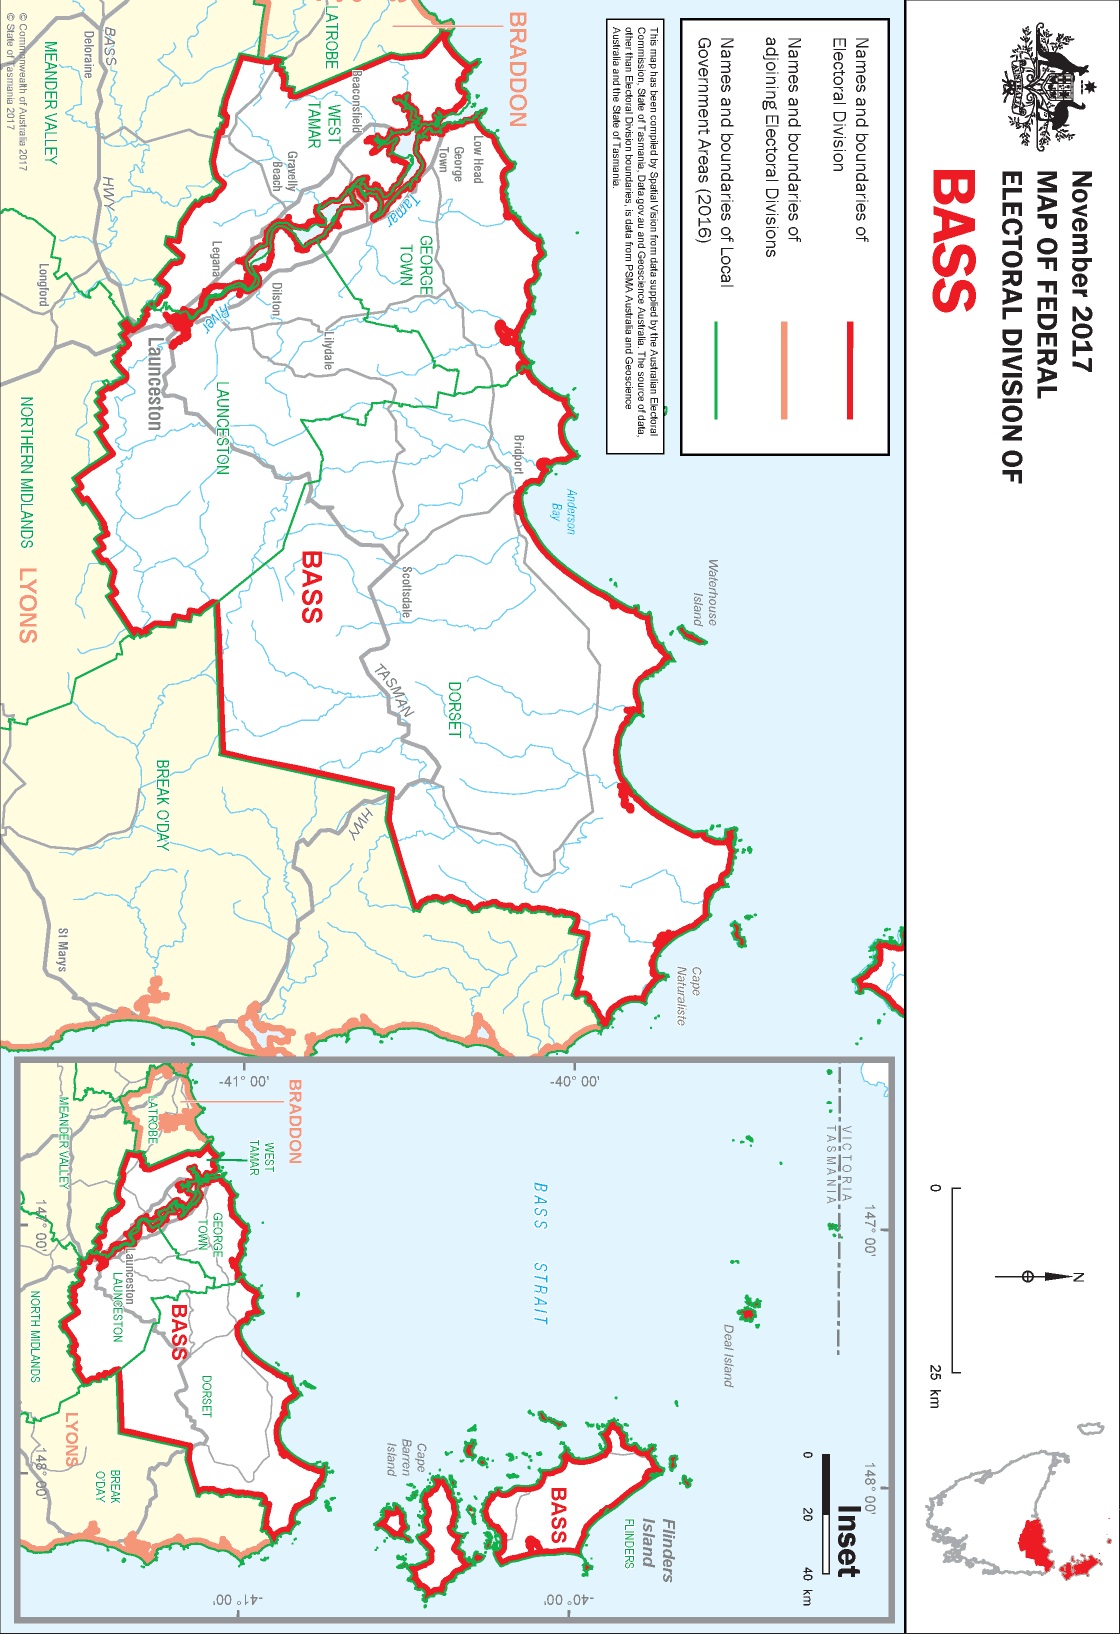 November 2017
MAP OF FEDERAL
ELECTORAL DIVISION OF
BASS
0
25 km
N
Names and boundaries of
Electoral Division
Names and boundaries of
adjoining Electoral Divisions
Names and boundaries of Local
Government Areas (2016)
This map has been compiled by Spatial Vision from data supplied by the Australian Electoral
Commission, State of Tasmania, Data.gov.au and Geoscience Australia. The source of data,
other than Electoral Division boundaries, is data from PSMA Australia and Geoscience
Australia and the State of Tasmania.
BRADDON
LATROBE
Low Head
George
Town
Beaconsfield
WEST
TAMAR
Gravelly
Beach
Tamar
River
GEORGE
TOWN
Legana
Dilston
Lilydale
Launceston
LAUNCESTON
Bridport
Anderson
Bay
Waterhouse
Island
BASS
Scottsdale
TASMAN
HWY
DORSET
Cape
Naturaliste
BASS
HWY
Deloraine
MEANDER VALLEY
Longford
NORTHERN MIDLANDS
LYONS
BREAK O'DAY
St Marys
© Commonwealth of Australia 2017
© State of Tasmania 2017
Inset
0
20
40 km
147° 00'
148° 00'
-40° 00'
-41° 00'
VICTORIA
TASMANIA
Deal Island
BASS STRAIT
Flinders
Island
FLINDERS
BASS
Cape
Barren
Island
BRADDON
LATROBE
WEST
TAMAR
GEORGE
TOWN
MEANDER VALLEY
Launceston
LAUNCESTON
BASS
DORSET
NORTH MIDLANDS
LYONS
BREAK
O'DAY
147° 00'
148° 00'
-40° 00'
-41° 00'